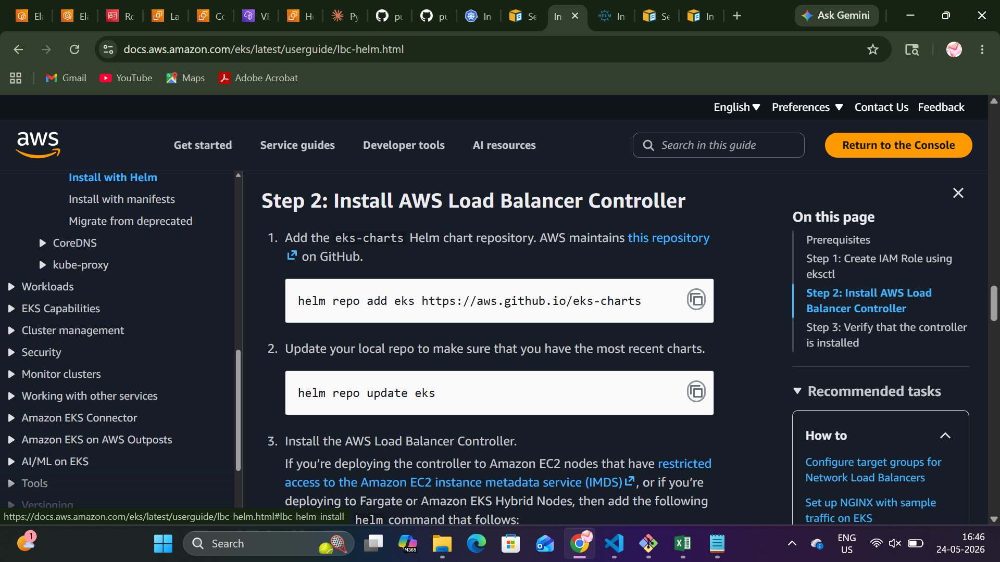 Ela
Ela
Ro
La
Co
VP
Ho
Py
pu
pu
In
Se
In
In
Se
In
Ask Gemini
docs.aws.amazon.com/eks/latest/userguide/lbc-helm.html
Gmail
YouTube
Maps
Adobe Acrobat
English
Preferences
Contact Us
Feedback
aws
Get started
Service guides
Developer tools
AI resources
Search in this guide
Return to the Console
Install with Helm
Install with manifests
Migrate from deprecated
CoreDNS
kube-proxy
Workloads
EKS Capabilities
Cluster management
Security
Monitor clusters
Working with other services
Amazon EKS Connector
Amazon EKS on AWS Outposts
AI/ML on EKS
Tools
Versioning
https://docs.aws.amazon.com/eks/latest/userguide/lbc-helm.html#lbc-helm-install
Step 2: Install AWS Load Balancer Controller
1. Add the eks-charts Helm chart repository. AWS maintains this repository
on GitHub.
helm repo add eks https://aws.github.io/eks-charts
2. Update your local repo to make sure that you have the most recent charts.
helm repo update eks
3. Install the AWS Load Balancer Controller.
If you’re deploying the controller to Amazon EC2 nodes that have restricted
access to the Amazon EC2 instance metadata service (IMDS), or if you’re
deploying to Fargate or Amazon EKS Hybrid Nodes, then add the following
helm command that follows:
On this page
Prerequisites
Step 1: Create IAM Role using
eksctl
Step 2: Install AWS Load
Balancer Controller
Step 3: Verify that the controller
is installed
Recommended tasks
How to
Configure target groups for
Network Load Balancers
Set up NGINX with sample
traffic on EKS
1
Search
M365
ENG
US
16:46
24-05-2026